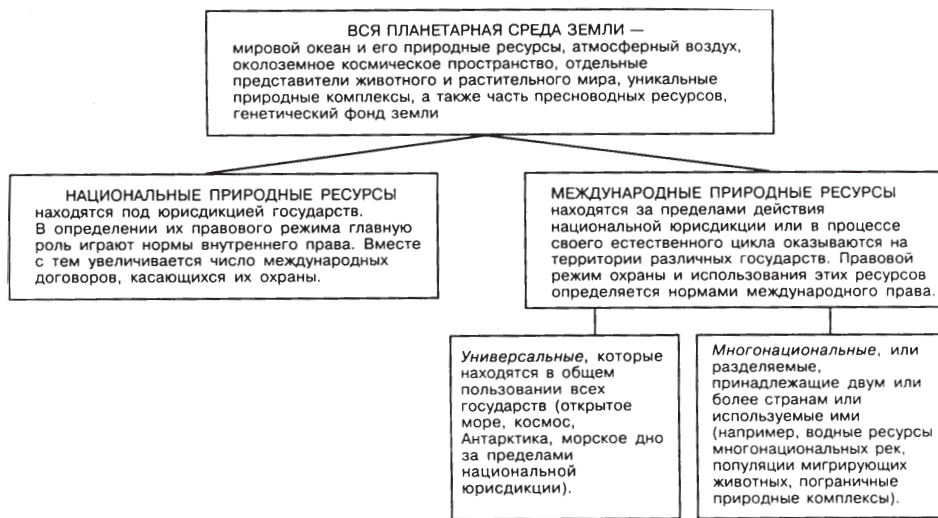 ВСЯ ПЛАНЕТАРНАЯ СРЕДА ЗЕМЛИ —
мировой океан и его природные ресурсы, атмосферный воздух,
околоземное космическое пространство, отдельные
представители животного и растительного мира, уникальные
природные комплексы, а также часть пресноводных ресурсов,
генетический фонд земли
НАЦИОНАЛЬНЫЕ ПРИРОДНЫЕ РЕСУРСЫ
находятся под юрисдикцией государств.
В определении их правового режима главную
роль играют нормы внутреннего права. Вместе
с тем увеличивается число международных
договоров, касающихся их охраны.
МЕЖДУНАРОДНЫЕ ПРИРОДНЫЕ РЕСУРСЫ
находятся за пределами действия
национальной юрисдикции или в процессе
своего естественного цикла оказываются на
территории различных государств. Правовой
режим охраны и использования этих ресурсов
определяется нормами международного права.
Универсальные, которые
находятся в общем
пользовании всех
государств (открытое
море, космос,
Антарктика, морское дно
за пределами
национальной
юрисдикции).
Многонациональные, или
разделяемые,
принадлежащие двум или
более странам или
используемые ими
(например, водные ресурсы
многонациональных рек,
популяции мигрирующих
животных, пограничные
природные комплексы).